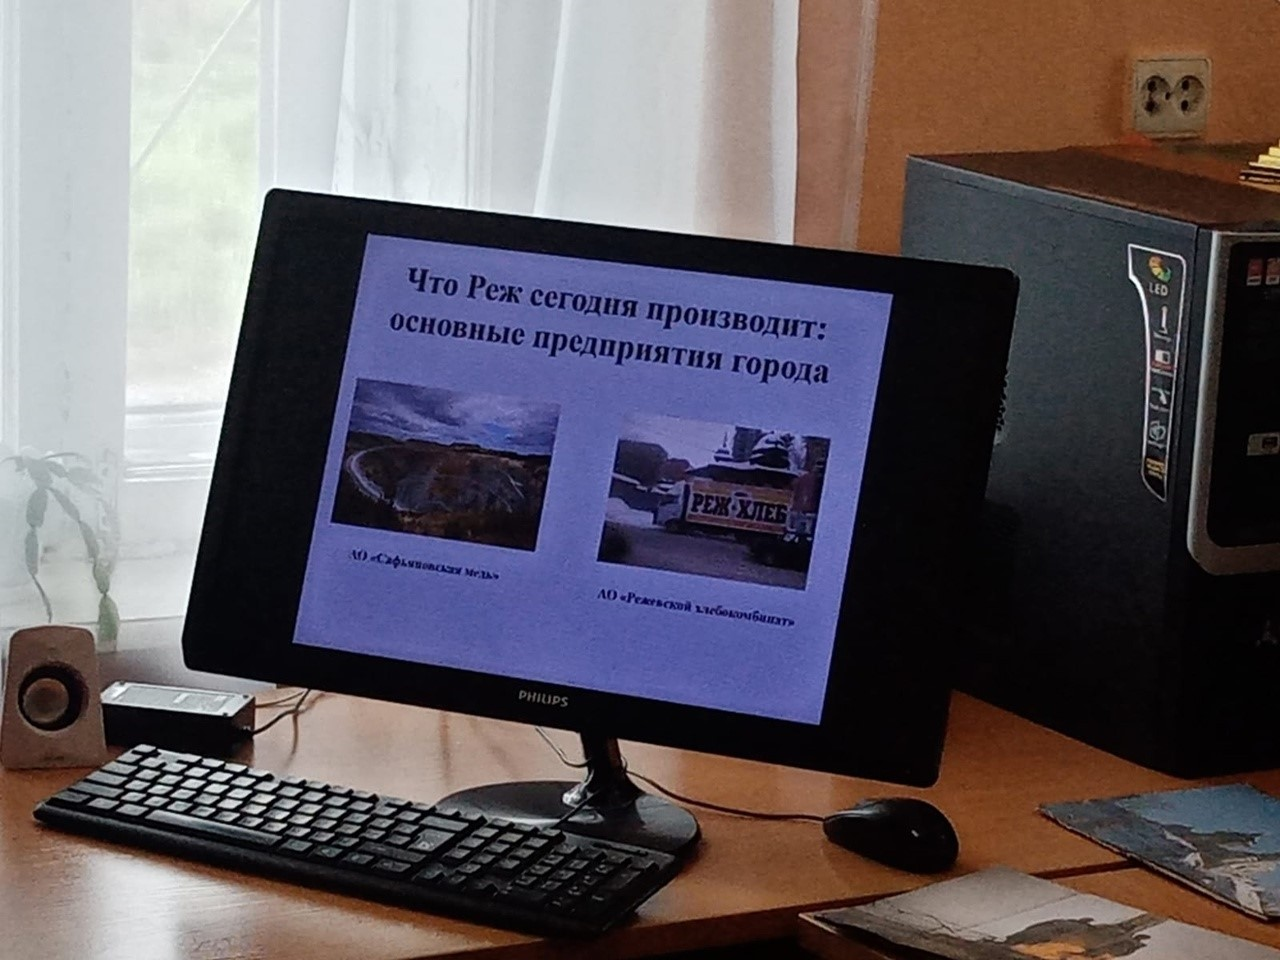 Что Реж сегодня производит:
основные предприятия города
РЕЖ ХЛЕБ
АО «Сафьяновская медь»
АО «Режевской хлебокомбинат»
PHILIPS
LED